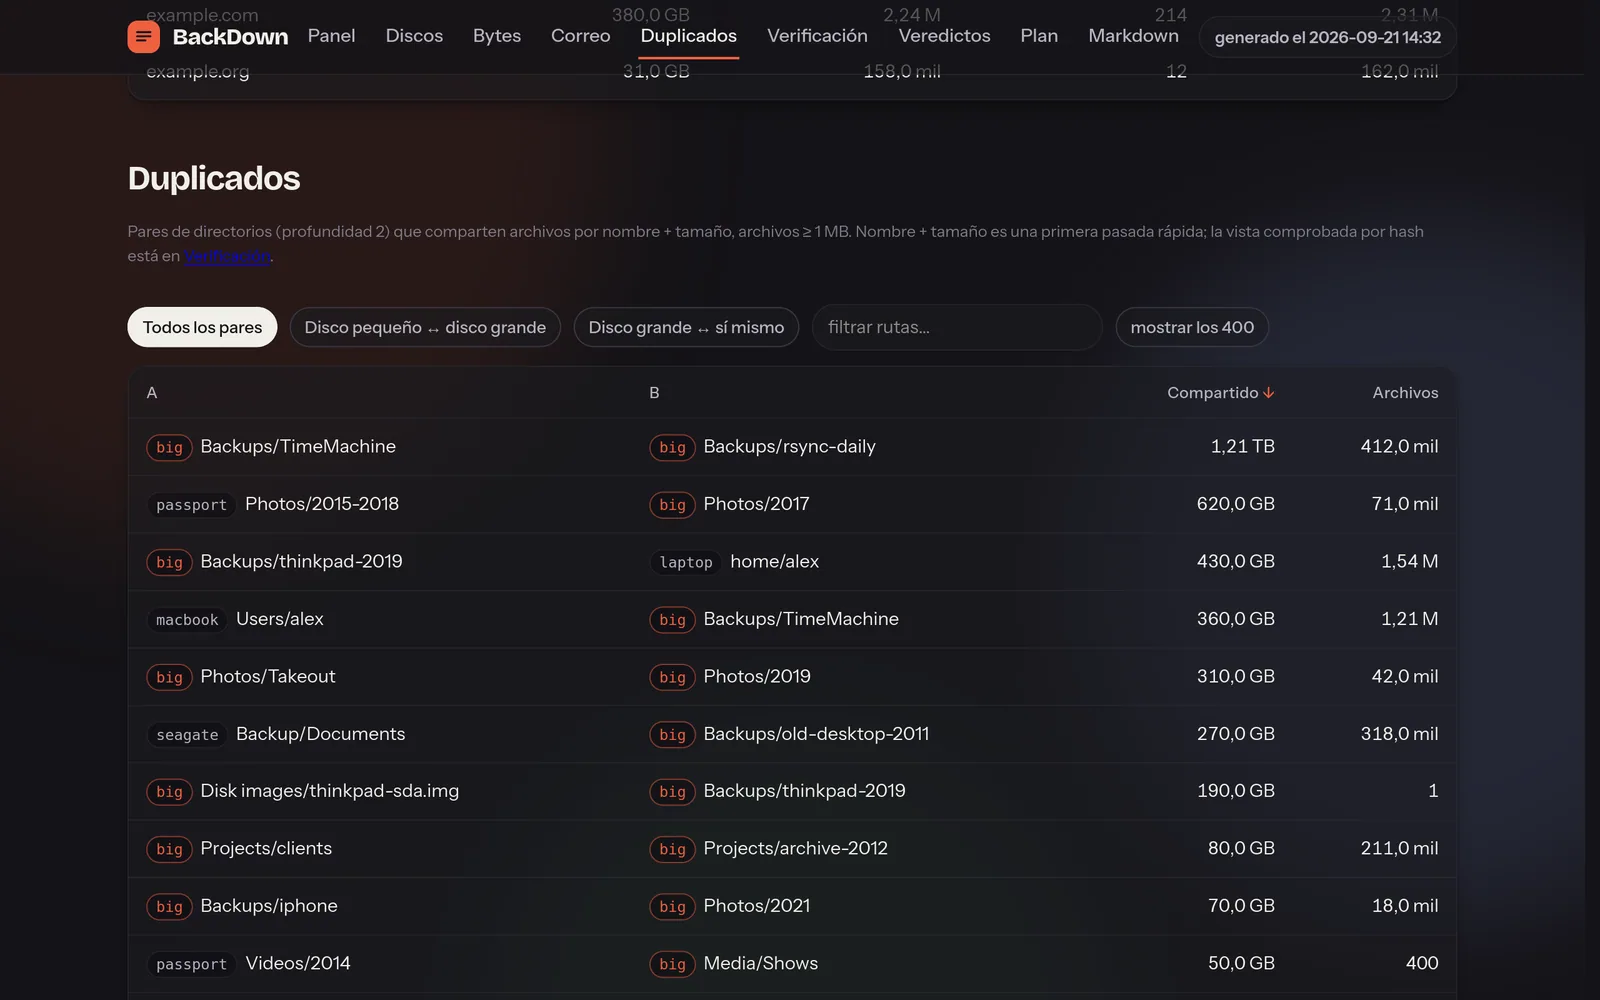 example.com 380,0 GB 2,24 M 214 2,31 M
BackDown Panel Discos Bytes Correo Duplicados Verificación Veredictos Plan Markdown generado el 2026-09-21 14:32
example.org 31,0 GB 158,0 mil 12 162,0 mil
Duplicados
Pares de directorios (profundidad 2) que comparten archivos por nombre + tamaño, archivos ≥ 1 MB. Nombre + tamaño es una primera pasada rápida; la vista comprobada por hash
está en Verificación.
Todos los pares Disco pequeño ↔ disco grande Disco grande ↔ sí mismo filtrar rutas... mostrar los 400
A B Compartido ↓ Archivos
big Backups/TimeMachine big Backups/rsync-daily 1,21 TB 412,0 mil
passport Photos/2015-2018 big Photos/2017 620,0 GB 71,0 mil
big Backups/thinkpad-2019 laptop home/alex 430,0 GB 1,54 M
macbook Users/alex big Backups/TimeMachine 360,0 GB 1,21 M
big Photos/Takeout big Photos/2019 310,0 GB 42,0 mil
seagate Backup/Documents big Backups/old-desktop-2011 270,0 GB 318,0 mil
big Disk images/thinkpad-sda.img big Backups/thinkpad-2019 190,0 GB 1
big Projects/clients big Projects/archive-2012 80,0 GB 211,0 mil
big Backups/iphone big Photos/2021 70,0 GB 18,0 mil
passport Videos/2014 big Media/Shows 50,0 GB 400